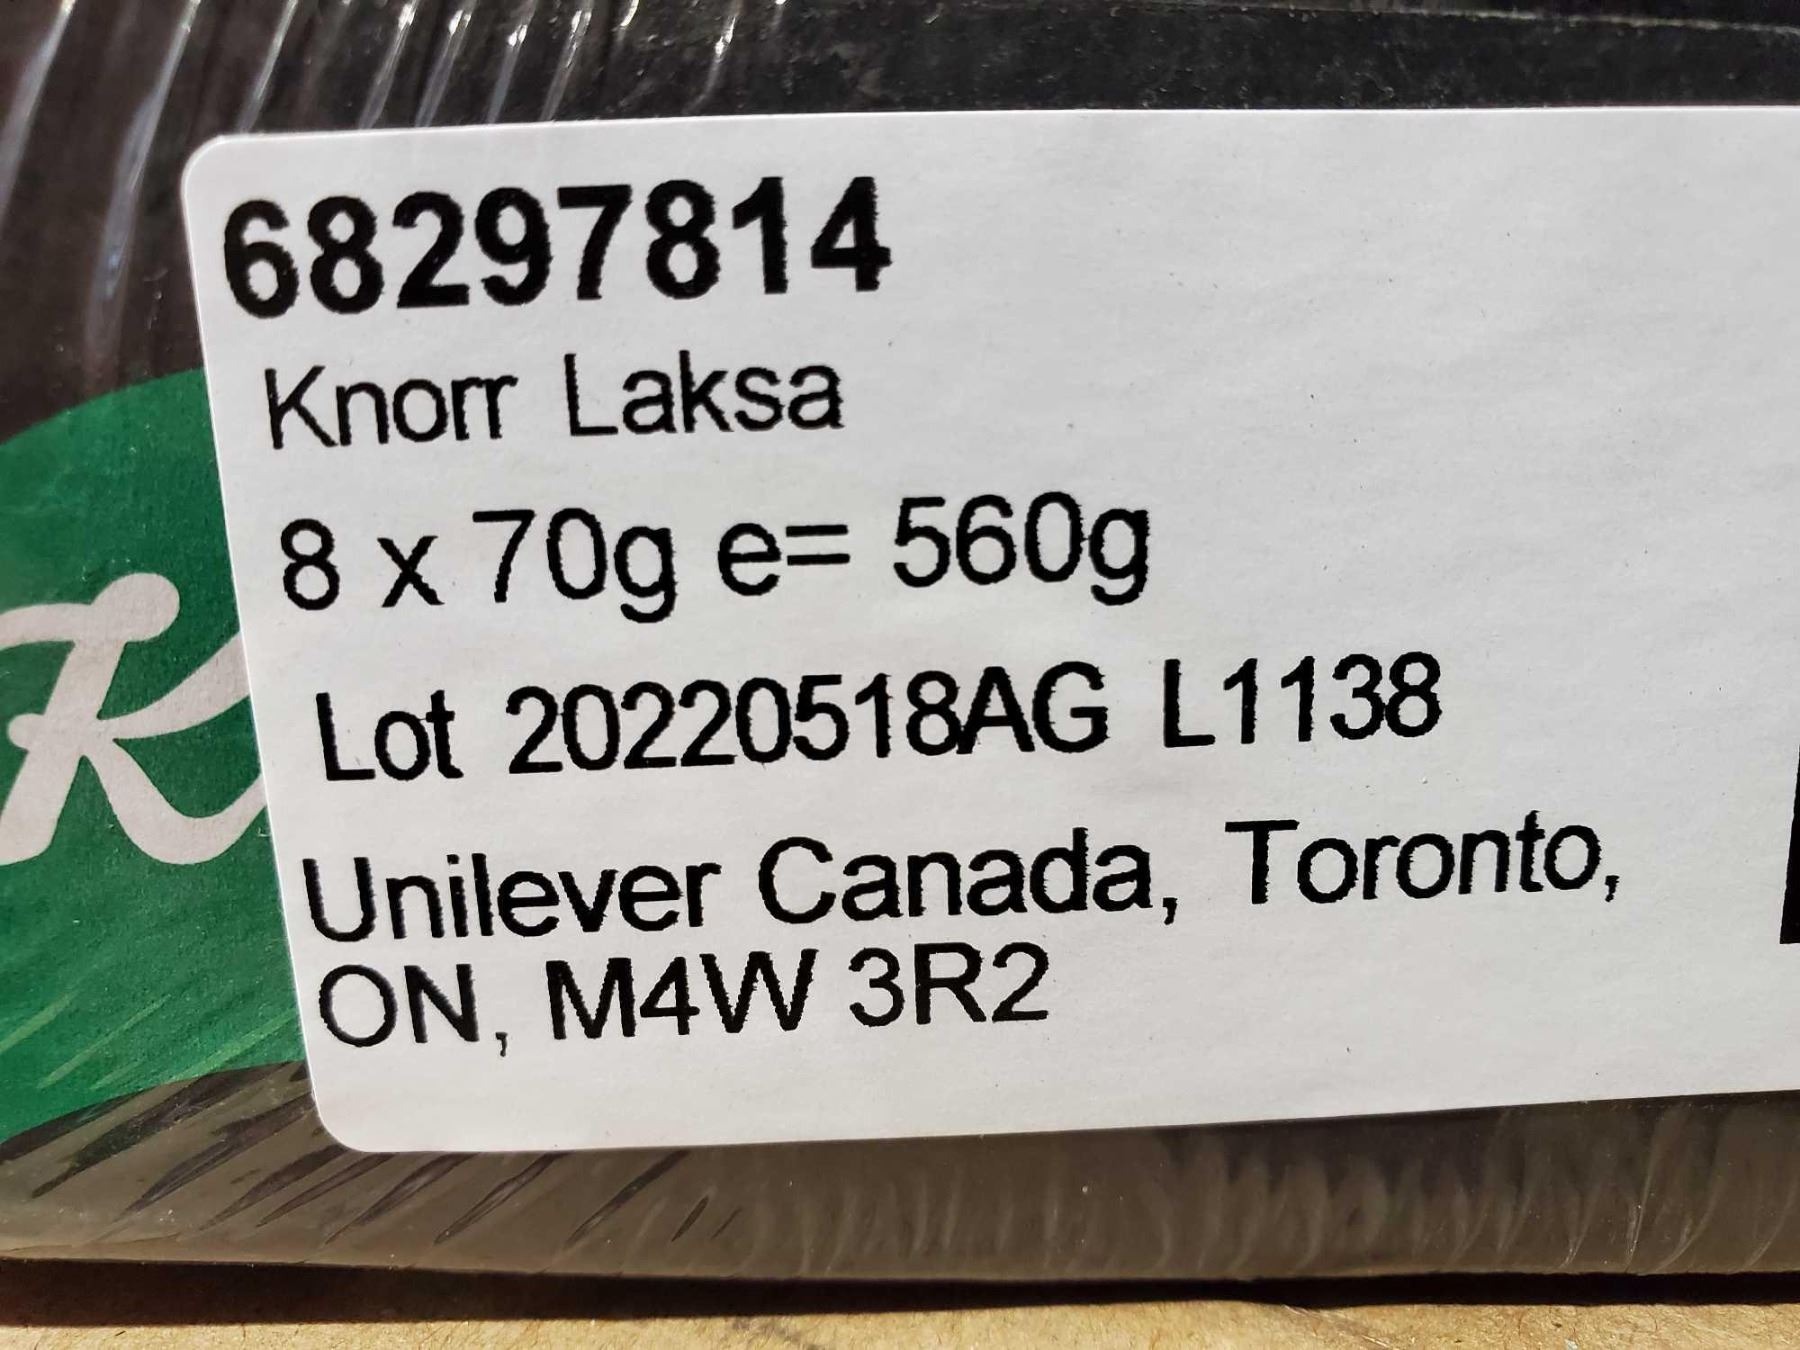 68297814
Knorr Laksa
8 x 70g e= 560g
Lot 20220518AG L1138
Unilever Canada, Toronto,
ON, M4W 3R2
K